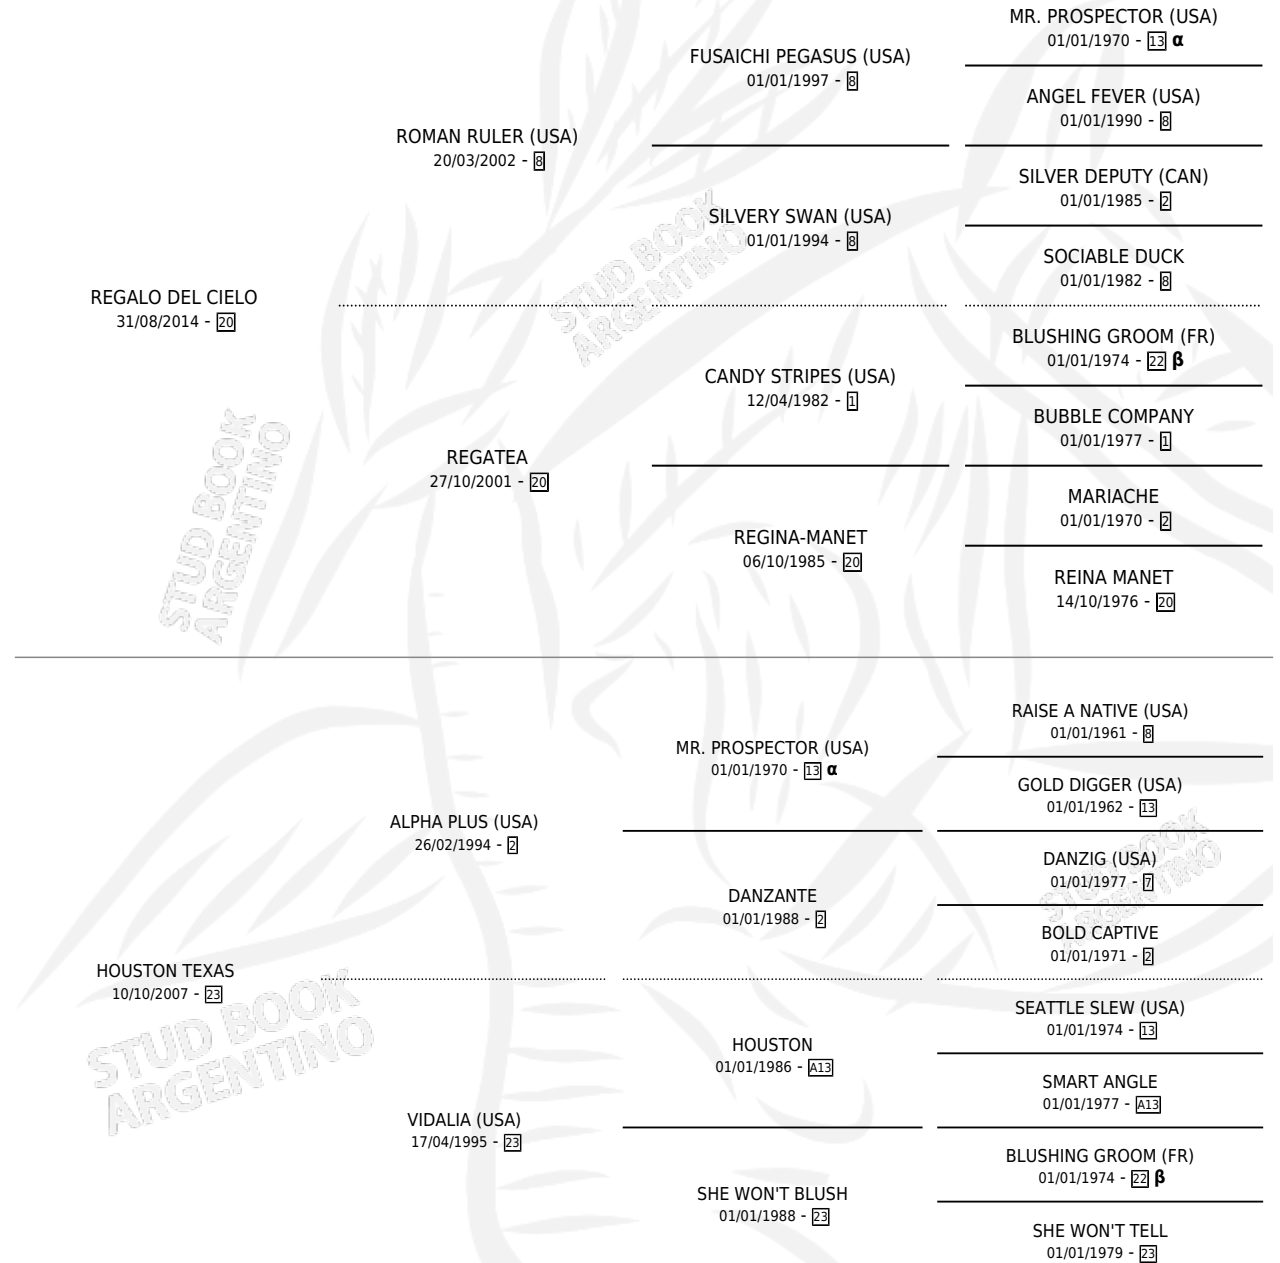 MR. PROSPECTOR (USA)
01/01/1970 - 13 α
FUSAICHI PEGASUS (USA)
01/01/1997 - 8
ANGEL FEVER (USA)
01/01/1990 - 8
ROMAN RULER (USA)
20/03/2002 - 8
SILVER DEPUTY (CAN)
01/01/1985 - 2
SILVERY SWAN (USA)
01/01/1994 - 8
SOCIABLE DUCK
01/01/1982 - 8
STUD BOOK
ARGENTINO
REGALO DEL CIELO
31/08/2014 - 20
BLUSHING GROOM (FR)
01/01/1974 - 22 β
CANDY STRIPES (USA)
12/04/1982 - 1
BUBBLE COMPANY
01/01/1977 - 1
REGATEA
27/10/2001 - 20
MARIACHE
01/01/1970 - 2
REGINA-MANET
06/10/1985 - 20
REINA MANET
14/10/1976 - 20
STUD BOOK
ARGENTINO
RAISE A NATIVE (USA)
01/01/1961 - 8
MR. PROSPECTOR (USA)
01/01/1970 - 13 α
GOLD DIGGER (USA)
01/01/1962 - 13
ALPHA PLUS (USA)
26/02/1994 - 2
DANZIG (USA)
01/01/1977 - 7
DANZANTE
01/01/1988 - 2
BOLD CAPTIVE
01/01/1971 - 2
STUD BOOK
ARGENTINO
HOUSTON TEXAS
10/10/2007 - 23
SEATTLE SLEW (USA)
01/01/1974 - 13
HOUSTON
01/01/1986 - A13
SMART ANGLE
01/01/1977 - A13
STUD BOOK
ARGENTINO
VIDALIA (USA)
17/04/1995 - 23
BLUSHING GROOM (FR)
01/01/1974 - 22 β
SHE WON'T BLUSH
01/01/1988 - 23
SHE WON'T TELL
01/01/1979 - 23